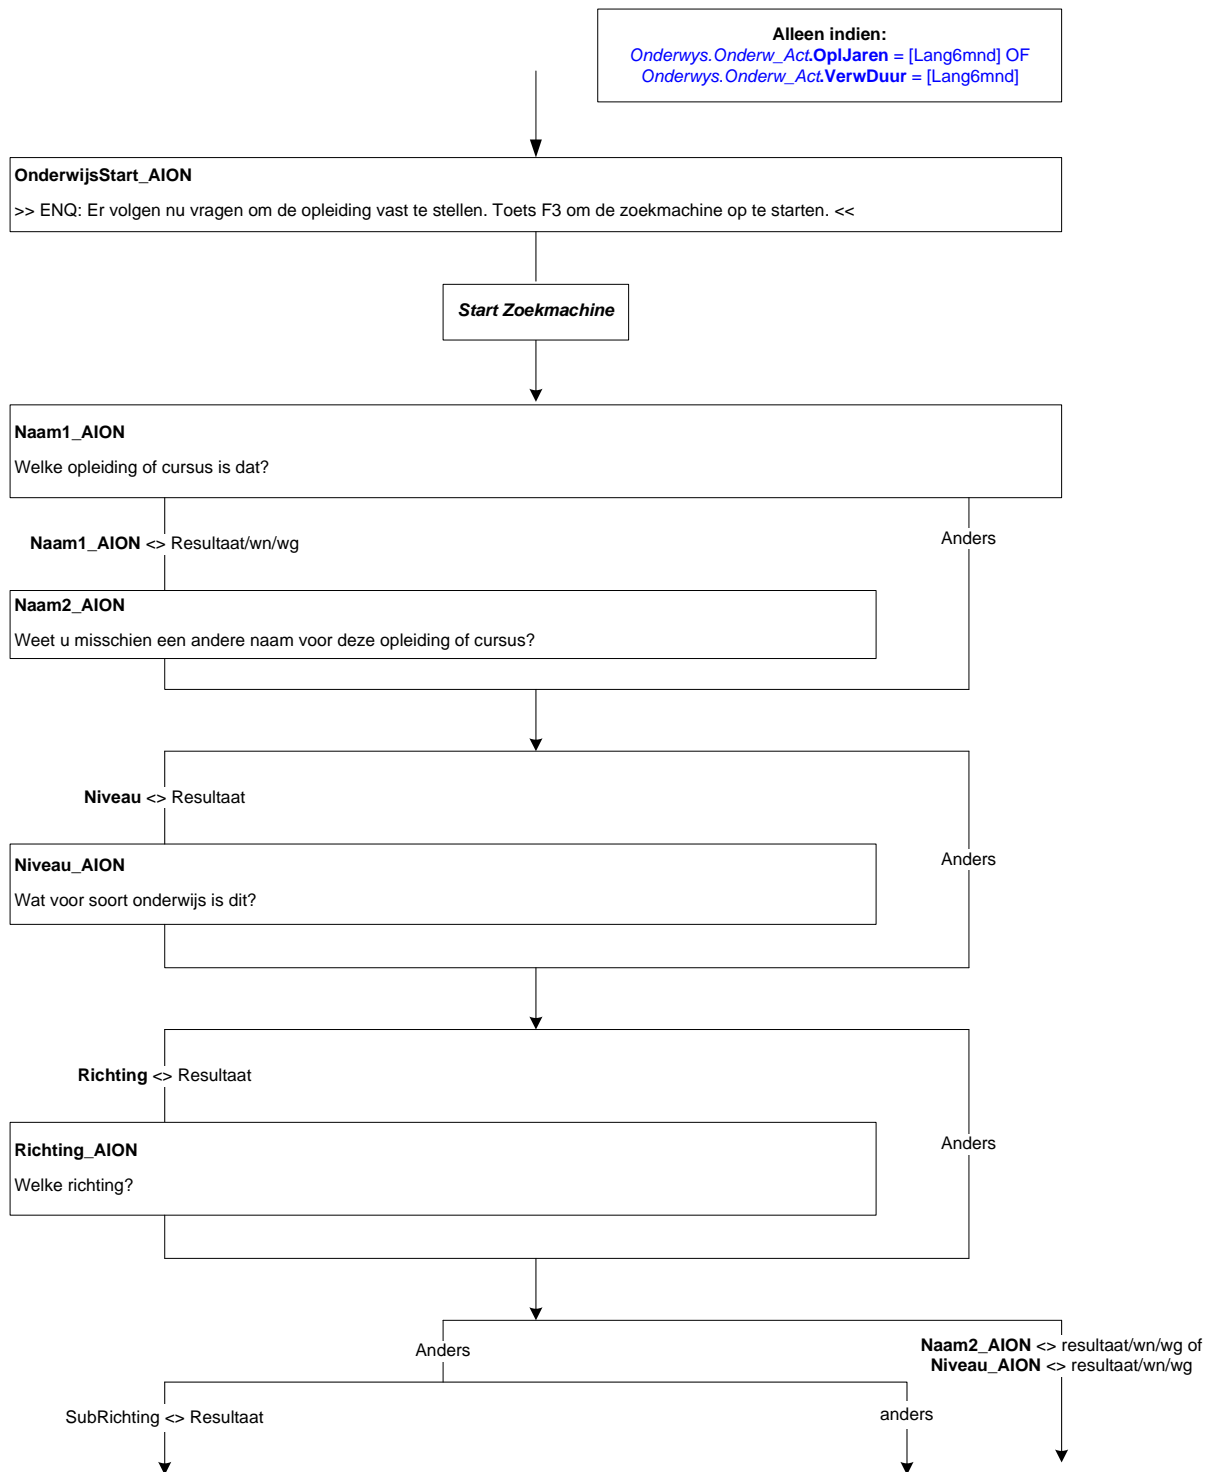 Alleen indien:
Onderwys.Onderw_Act.OplJaren = [Lang6mnd] OF
Onderwys.Onderw_Act.VerwDuur = [Lang6mnd]
OnderwijsStart_AION
>> ENQ: Er volgen nu vragen om de opleiding vast te stellen. Toets F3 om de zoekmachine op te starten. <<
Start Zoekmachine
Naam1_AION
Welke opleiding of cursus is dat?
Naam1_AION <> Resultaat/wn/wg
Anders
Naam2_AION
Weet u misschien een andere naam voor deze opleiding of cursus?
Niveau <> Resultaat
Niveau_AION
Anders
Wat voor soort onderwijs is dit?
Richting <> Resultaat
Richting_AION
Anders
Welke richting?
Anders
Naam2_AION <> resultaat/wn/wg of
Niveau_AION <> resultaat/wn/wg
SubRichting <> Resultaat
anders